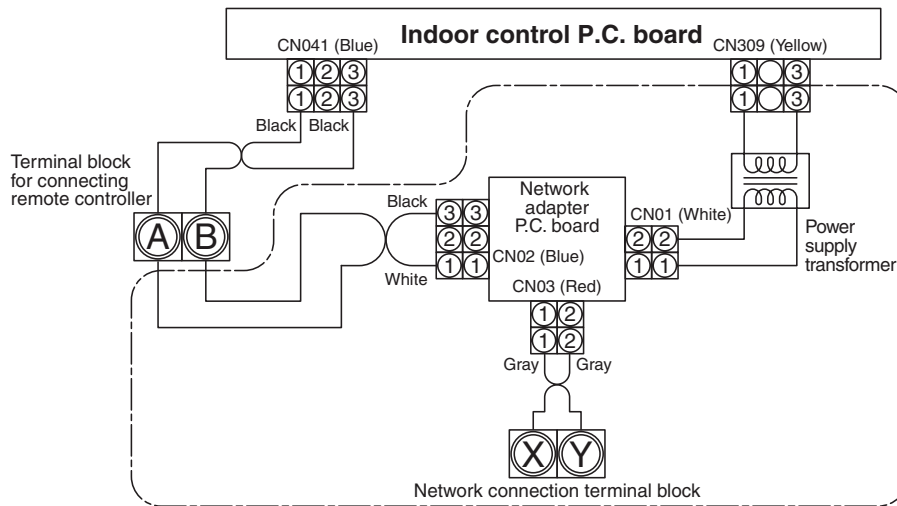 Indoor control P.C. board
CN041 (Blue)
CN309 (Yellow)
1 2 3
1 2 3
1 3
1 3
Black Black
Terminal block
for connecting
remote controller
A B
Black
White
3 3
2 2
1 1
Network
adapter
P.C. board
CN02 (Blue)
CN03 (Red)
CN01 (White)
2 2
1 1
Power
supply
transformer
1 2
1 2
Gray Gray
X Y
Network connection terminal block